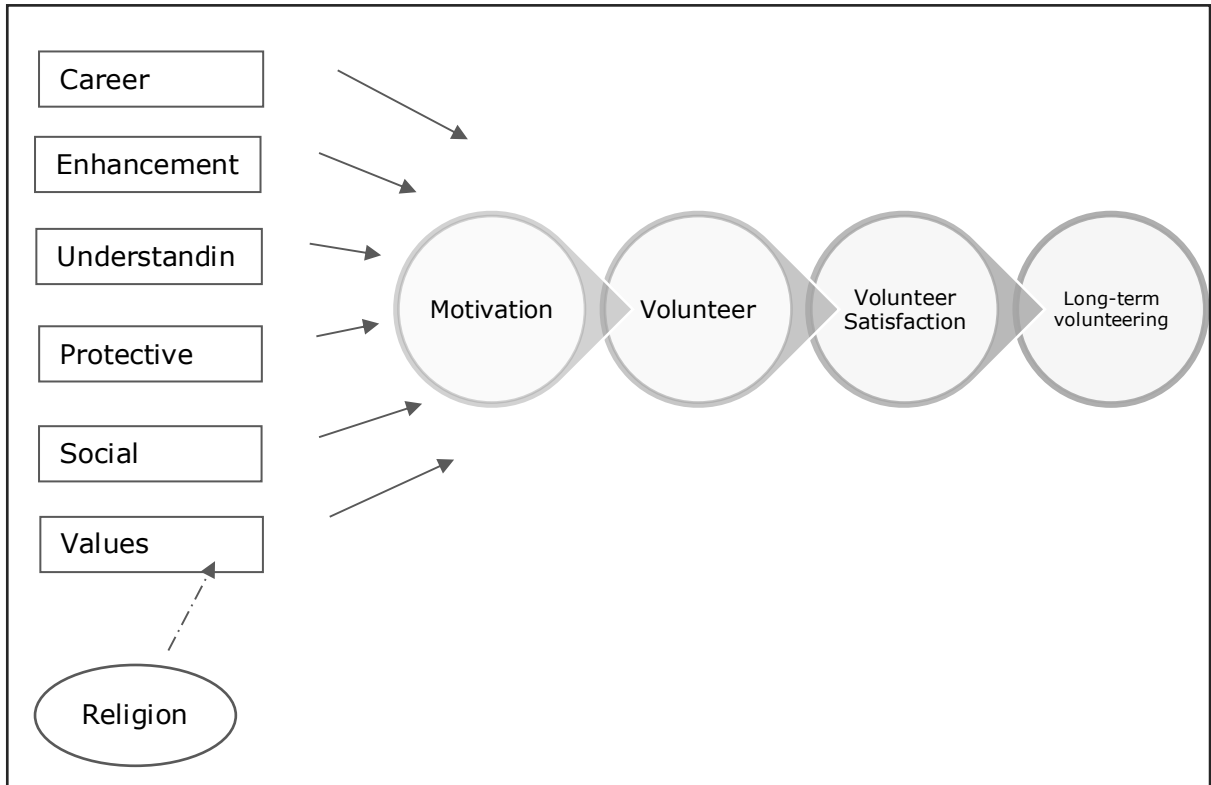 Career
Enhancement
Understandin
Protective
Social
Values
Religion
Motivation
Volunteer
Volunteer
Satisfaction
Long-term
volunteering